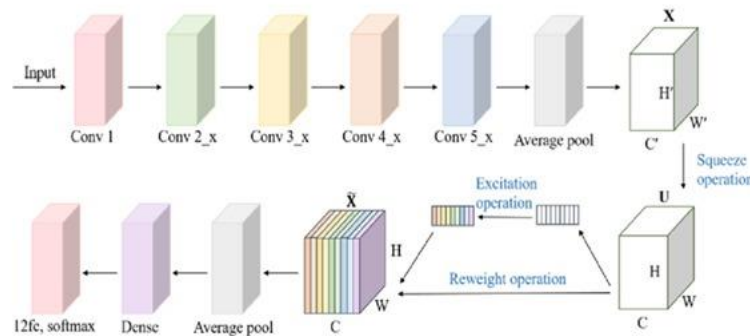 X
Input
H'
W'
C'
Conv 1
Conv 2_x
Conv 3_x
Conv 4_x
Conv 5_x
Average pool
Squeeze
operation
U
Excitation
operation
X̃
H
W
C
Reweight operation
H
W
C
12fc, softmax
Dense
Average pool